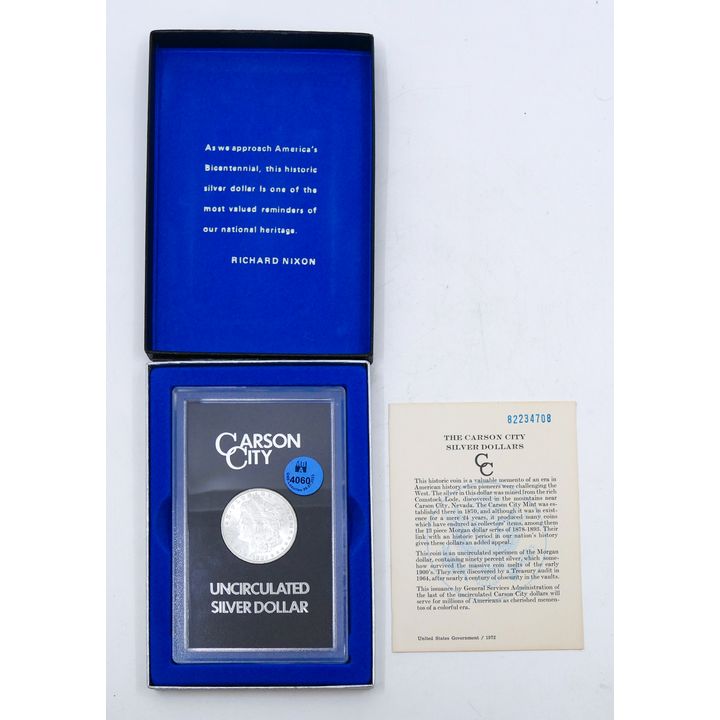 As we approach America's
Bicentennial, this historic
silver dollar is one of the
most valued reminders of
our national heritage.
RICHARD NIXON
CARSON
CITY
4060
UNCIRCULATED
SILVER DOLLAR
82234708
THE CARSON CITY
SILVER DOLLARS
CC
This historic coin is a valuable memento of an era in
American history when pioneers were challenging the
West. The silver in this dollar was mined from the rich
Comstock Lode, discovered in the mountains near
Carson City, Nevada. The Carson City Mint was es-
tablished there in 1870, and although it was in exist-
ence for a mere 24 years, it produced many coins
which have endured as collectors' items, among them
the 13 piece Morgan dollar series of 1878-1893. Their
link with an historic period in our nation's history
gives these dollars an added appeal.
This coin is an uncirculated specimen of the Morgan
dollar, containing ninety percent silver, which some-
how survived the massive coin melts of the early
1900's. They were discovered by a Treasury audit in
1964, after nearly a century of obscurity in the vaults.
This issuance by General Services Administration of
the last of the uncirculated Carson City dollars will
serve for millions of Americans as cherished memen-
tos of a colorful era.
United States Government / 1972